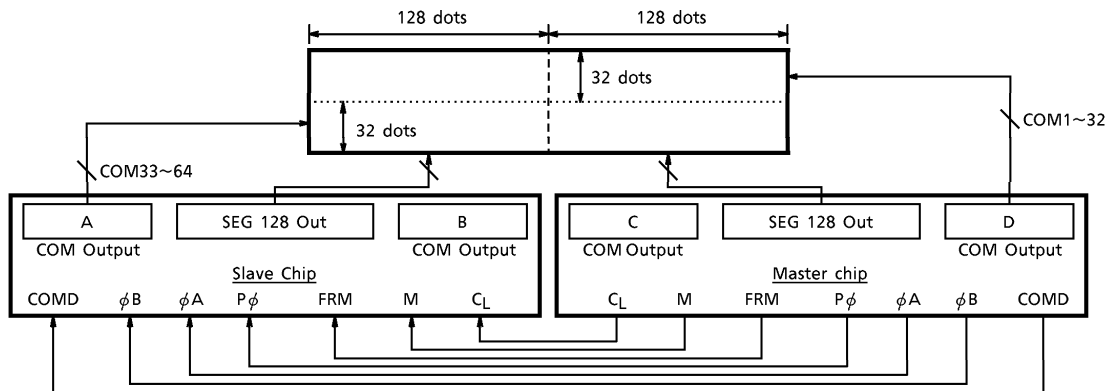 128 dots
128 dots
32 dots
32 dots
COM1~32
COM33~64
A
SEG 128 Out
B
C
SEG 128 Out
D
COM Output
COM Output
COM Output
COM Output
Slave Chip
Master chip
COMD ϕB ϕA Pϕ FRM M CL
CL M FRM Pϕ ϕA ϕB COMD